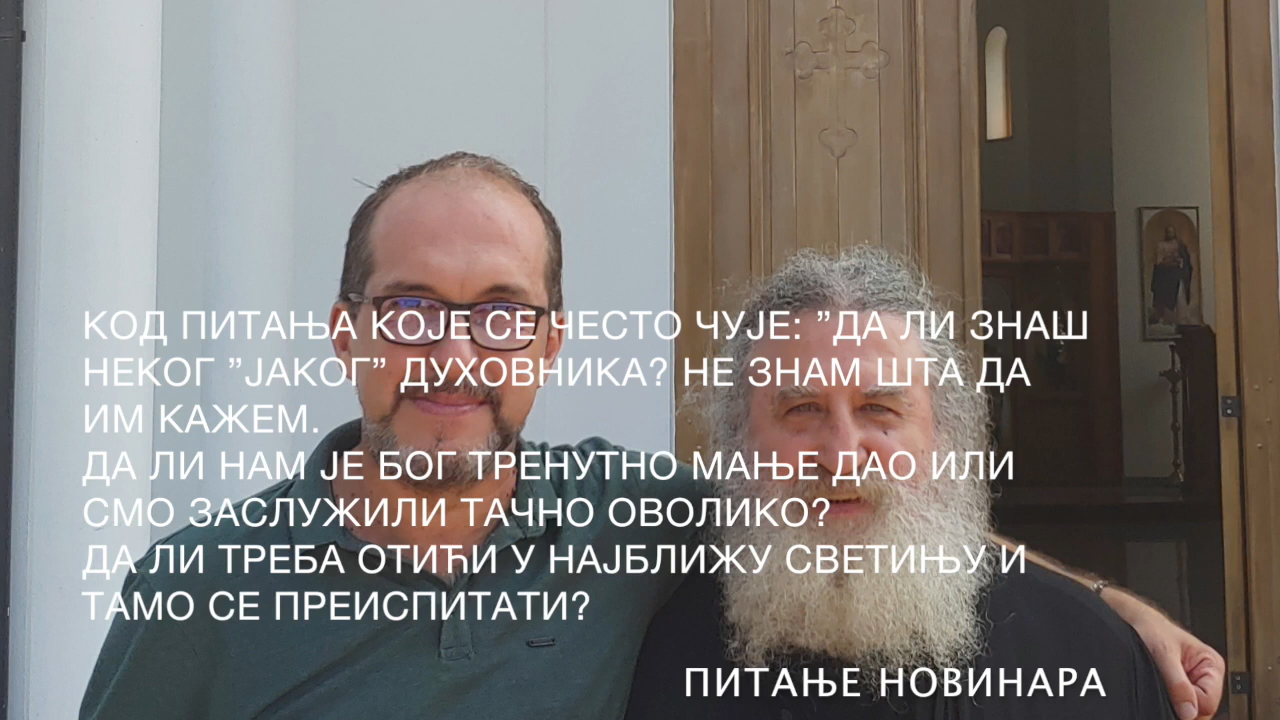 КОД ПИТАЊА КОЈЕ СЕ ЧЕСТО ЧУЈЕ: ”ДА ЛИ ЗНАШ
НЕКОГ ”ЈАКОГ” ДУХОВНИКА? НЕ ЗНАМ ШТА ДА
ИМ КАЖЕМ.
ДА ЛИ НАМ ЈЕ БОГ ТРЕНУТНО МАЊЕ ДАО ИЛИ
СМО ЗАСЛУЖИЛИ ТАЧНО ОВОЛИКО?
ДА ЛИ ТРЕБА ОТИЋИ У НАЈБЛИЖУ СВЕТИЊУ И
ТАМО СЕ ПРЕИСПИТАТИ?
ПИТАЊЕ НОВИНАРА